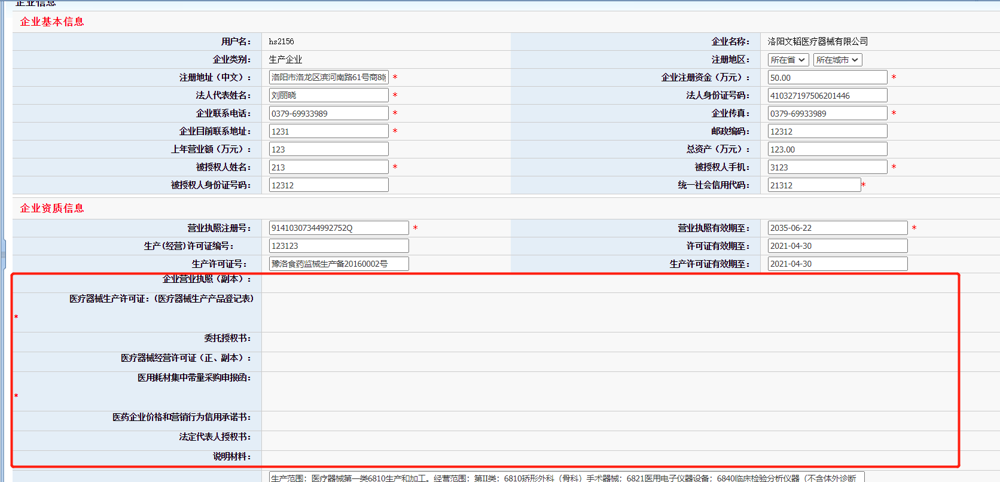 企业信息
企业基本信息
用户名： hs2156 企业名称： 洛阳文韬医疗器械有限公司
企业类别： 生产企业 注册地区： 所在省 所在城市
注册地址（中文）： 洛阳市洛龙区滨河南路61号商8幢 * 企业注册资金（万元）： 50.00 *
法人代表姓名： 刘丽晓 * 法人身份证号码： 410327197506201446
企业联系电话： 0379-69933989 * 企业传真： 0379-69933989 *
企业目前联系地址： 1231 * 邮政编码： 12312
上年营业额（万元）： 123 总资产（万元）： 123.00
被授权人姓名： 213 * 被授权人手机： 3123 *
被授权人身份证号码： 12312 统一社会信用代码： 21312 *
企业资质信息
营业执照注册号： 91410307344992752Q * 营业执照有效期至： 2035-06-22 *
生产(经营)许可证编号： 123123 许可证有效期至： 2021-04-30
生产许可证号： 豫洛食药监械生产备20160002号 生产许可证有效期至： 2021-04-30
企业营业执照（副本）：
医疗器械生产许可证：(医疗器械生产产品登记表)
*
委托授权书：
医疗器械经营许可证（正、副本）：
医用耗材集中带量采购申报函：
*
医药企业价格和营销行为信用承诺书：
法定代表人授权书：
说明材料：
生产范围：医疗器械第一类6810生产和加工。经营范围：第II类：6810矫形外科（骨科）手术器械；6821医用电子仪器设备；6840临床检验分析仪器（不含体外诊断